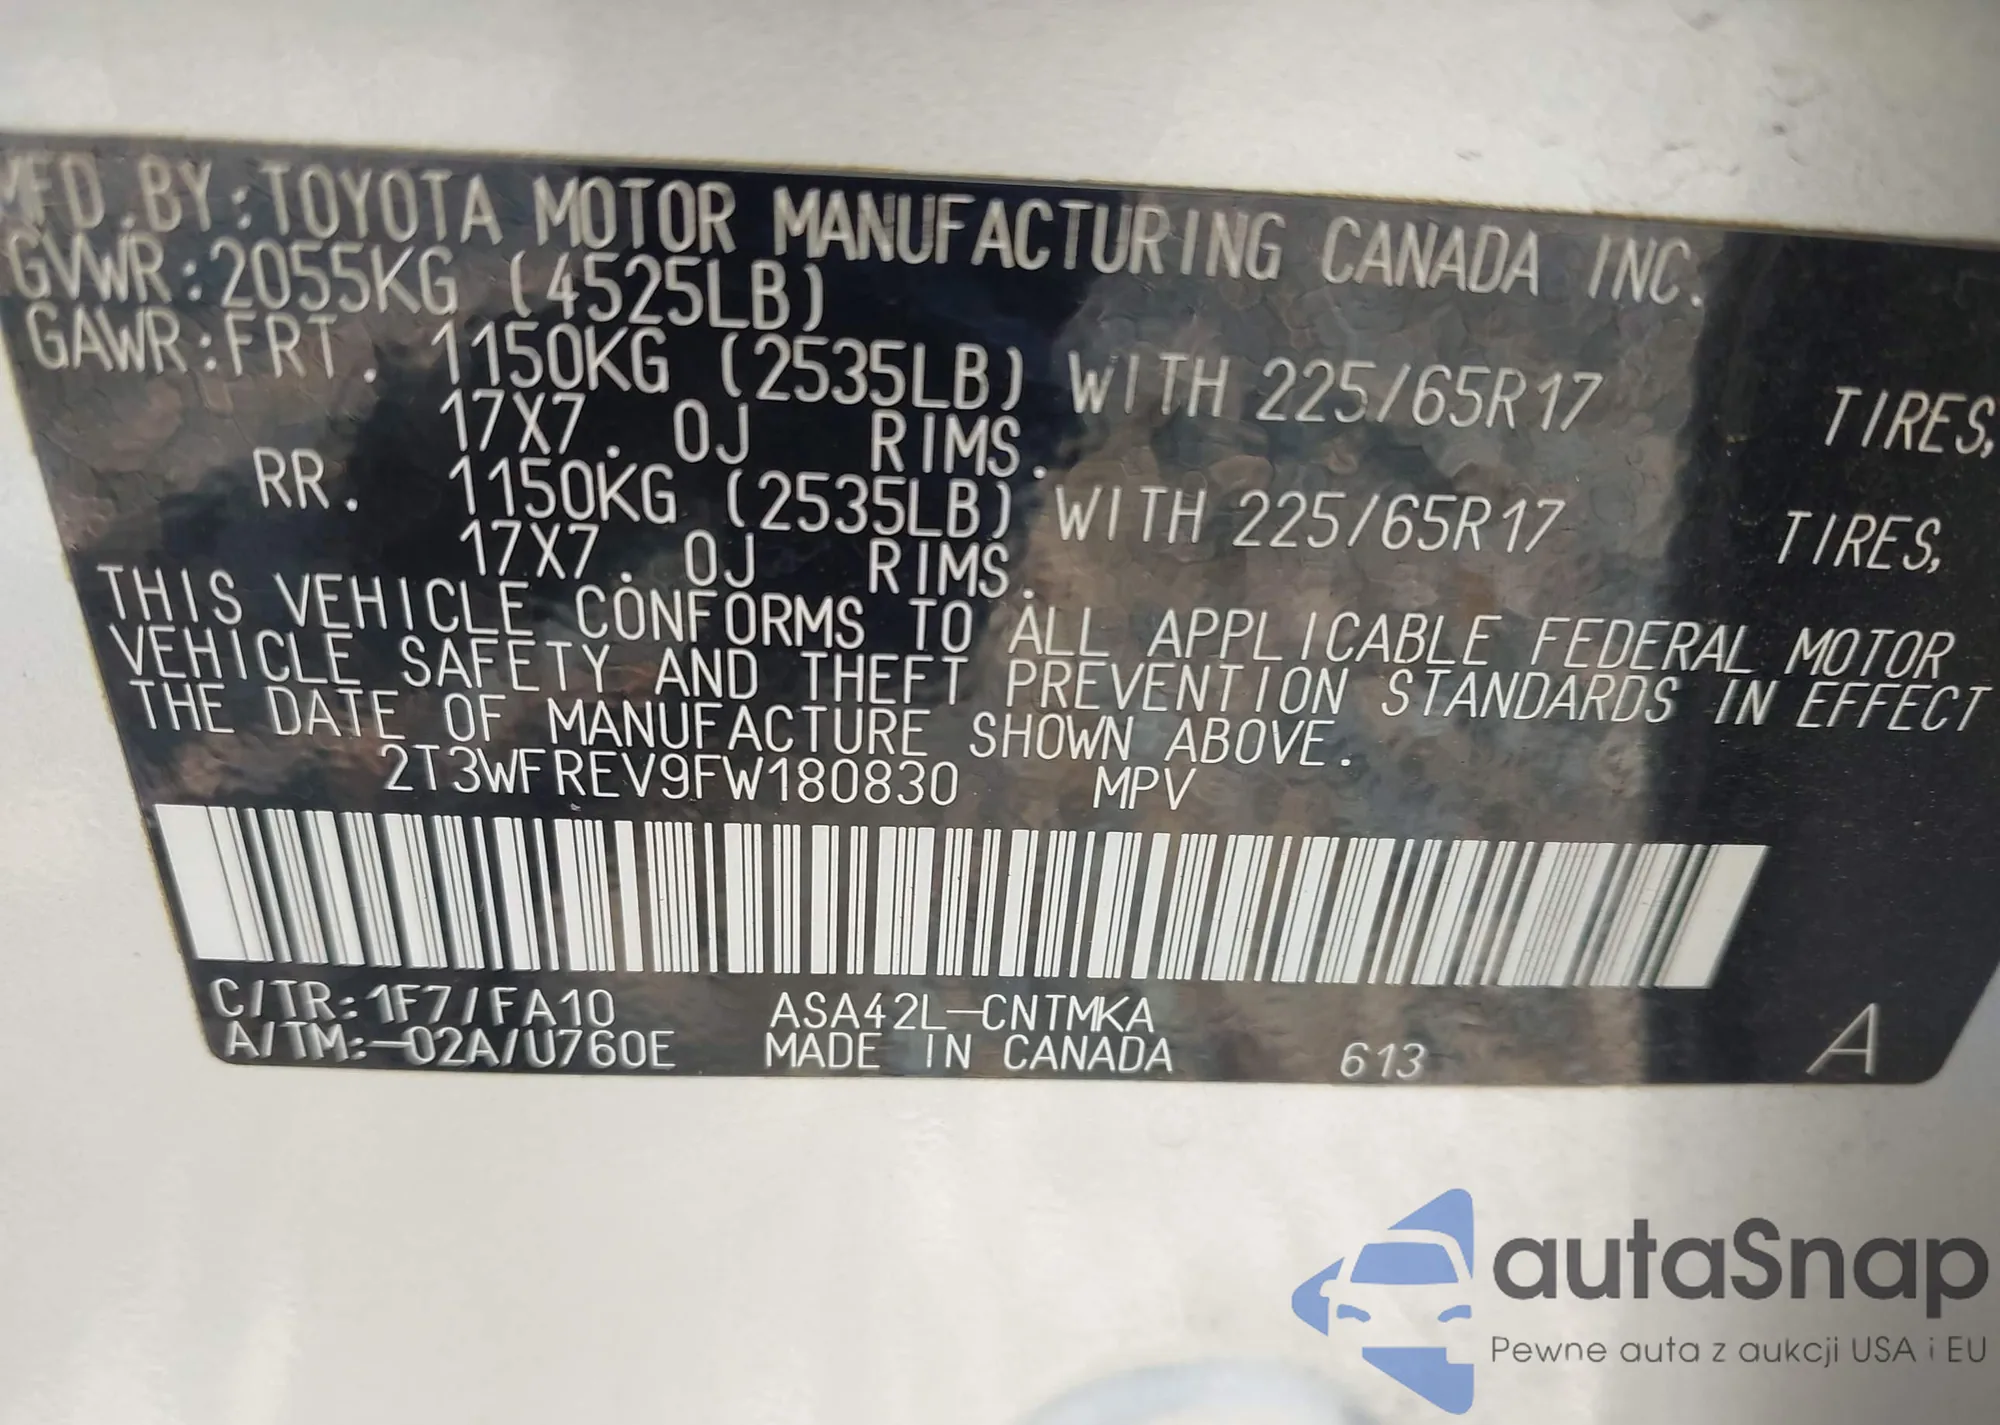 MFD.BY:TOYOTA MOTOR MANUFACTURING CANADA INC.
GVWR:2055KG (4525LB)
GAWR:FRT. 1150KG (2535LB) WITH 225/65R17 TIRES,
17X7.0J RIMS.
RR. 1150KG (2535LB) WITH 225/65R17 TIRES,
17X7.0J RIMS.
THIS VEHICLE CONFORMS TO ALL APPLICABLE FEDERAL MOTOR
VEHICLE SAFETY AND THEFT PREVENTION STANDARDS IN EFFECT
THE DATE OF MANUFACTURE SHOWN ABOVE.
2T3WFREV9FW180830 MPV
C/TR:1F7/FA10 ASA42L-CNTMKA
A/TM:-02A/U760E MADE IN CANADA 613 A
autaSnap
Pewne auta z aukcji USA i EU